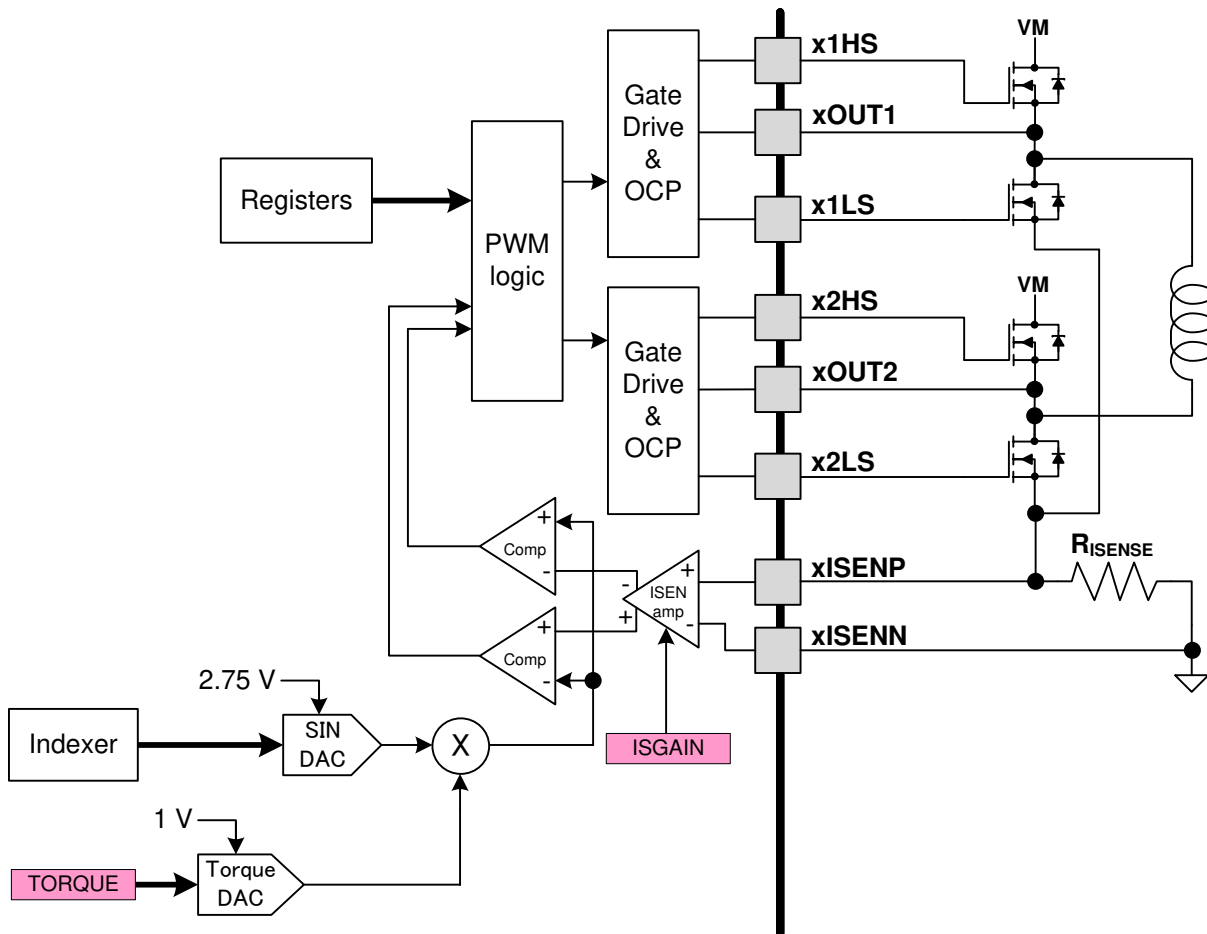 x1HS
VM
Gate
Drive
&
OCP
xOUT1
Registers
PWM
logic
x1LS
x2HS
VM
Gate
Drive
&
OCP
xOUT2
x2LS
+
Comp
-
RISENSE
xISENP
+
-
ISEN
amp
+
-
xISENN
+
Comp
-
2.75 V
Indexer
SIN
DAC
X
ISGAIN
1 V
TORQUE
Torque
DAC